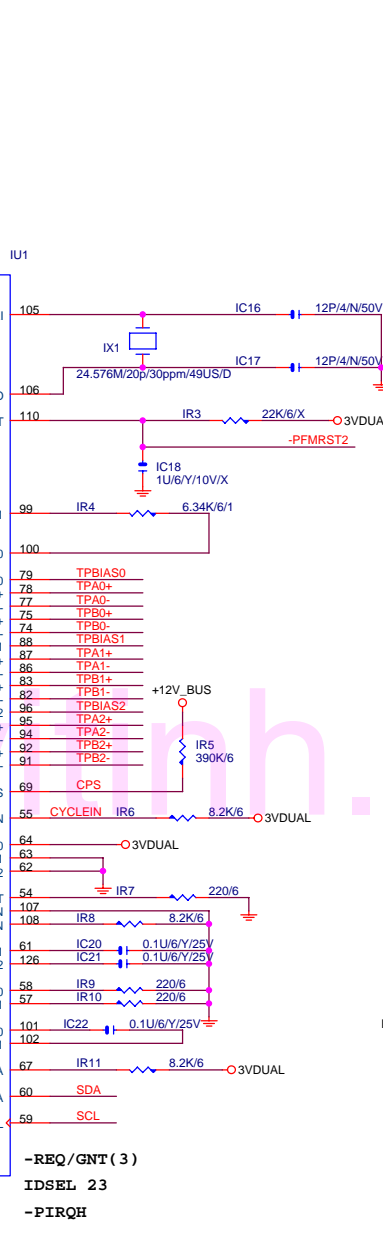 IU1
105 IC16 12P/4/N/50V
IX1
IC17 12P/4/N/50V
24.576M/20p/30ppm/49US/D
106
110 IR3 22K/6/X 3VDUA
-PFMRST2
IC18
1U/6/Y/10V/X
99 IR4 6.34K/6/1
100
79 TPBIAS0
78 TPA0+
77 TPA0-
75 TPB0+
74 TPB0-
88 TPBIAS1
87 TPA1+
86 TPA1-
83 TPB1+
82 TPB1-
+12V_BUS
96 TPBIAS2
95 TPA2+
94 TPA2-
92 TPB2+
91 TPB2-
IR5
390K/6
69 CPS
55 CYCLEIN IR6 8.2K/6 3VDUAL
64 3VDUAL
63
62
54 IR7 220/6
107
108 IR8 8.2K/6
61 IC20 0.1U/6/Y/25V
126 IC21 0.1U/6/Y/25V
58 IR9 220/6
57 IR10 220/6
101 IC22 0.1U/6/Y/25V
102
67 IR11 8.2K/6 3VDUAL
60 SDA
59 SCL
-REQ/GNT(3)
IDSEL 23
-PIRQH
tinh.